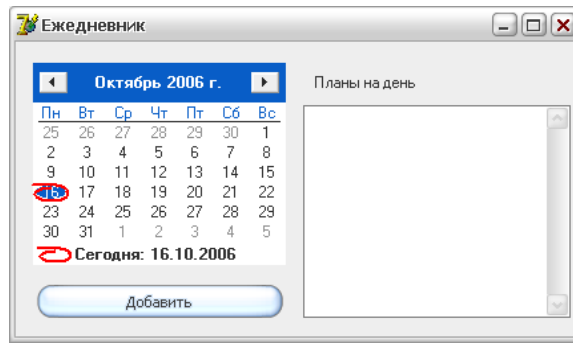 Ежедневник
Октябрь 2006 г.
Пн Вт Ср Чт Пт Сб Вс
25 26 27 28 29 30 1
2 3 4 5 6 7 8
9 10 11 12 13 14 15
16 17 18 19 20 21 22
23 24 25 26 27 28 29
30 31 1 2 3 4 5
Сегодня: 16.10.2006
Добавить
Планы на день